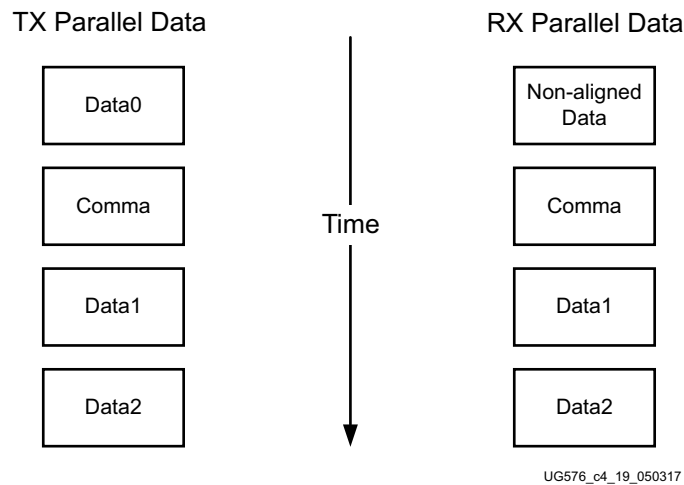 TX Parallel Data
RX Parallel Data
Data0
Non-aligned
Data
Comma
Comma
Time
Data1
Data1
Data2
Data2
UG576_c4_19_050317